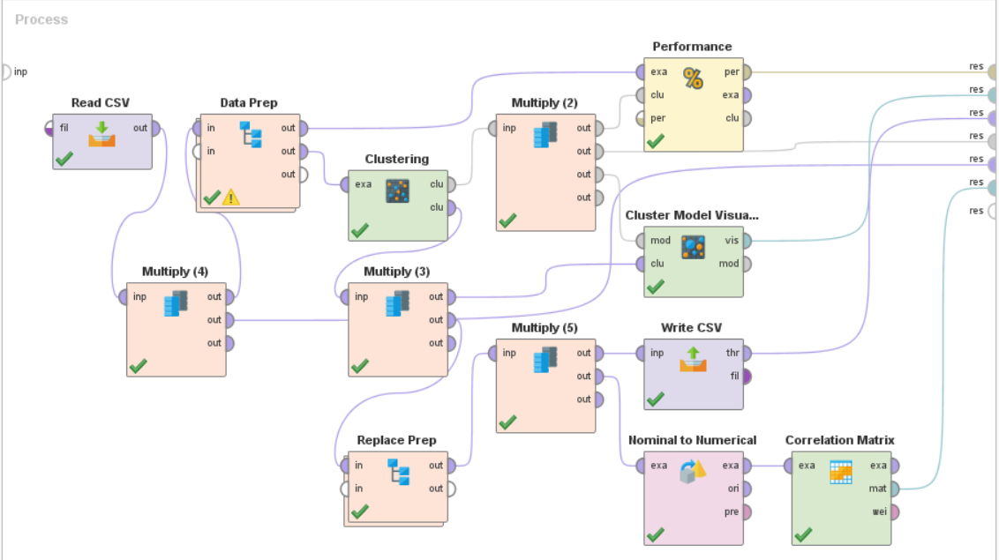 Process
inp
Read CSV
fil out
Data Prep
in out
in out
out
Clustering
exa clu
clu
Multiply (2)
inp out
out
out
out
Performance
exa per
clu exa
per clu
res
res
res
res
res
res
res
Cluster Model Visua...
mod vis
clu mod
Multiply (4)
inp out
out
out
Multiply (3)
inp out
out
out
Multiply (5)
inp out
out
out
Write CSV
inp thr
fil
Replace Prep
in out
in out
Nominal to Numerical
exa exa
ori
pre
Correlation Matrix
exa exa
mat
wei